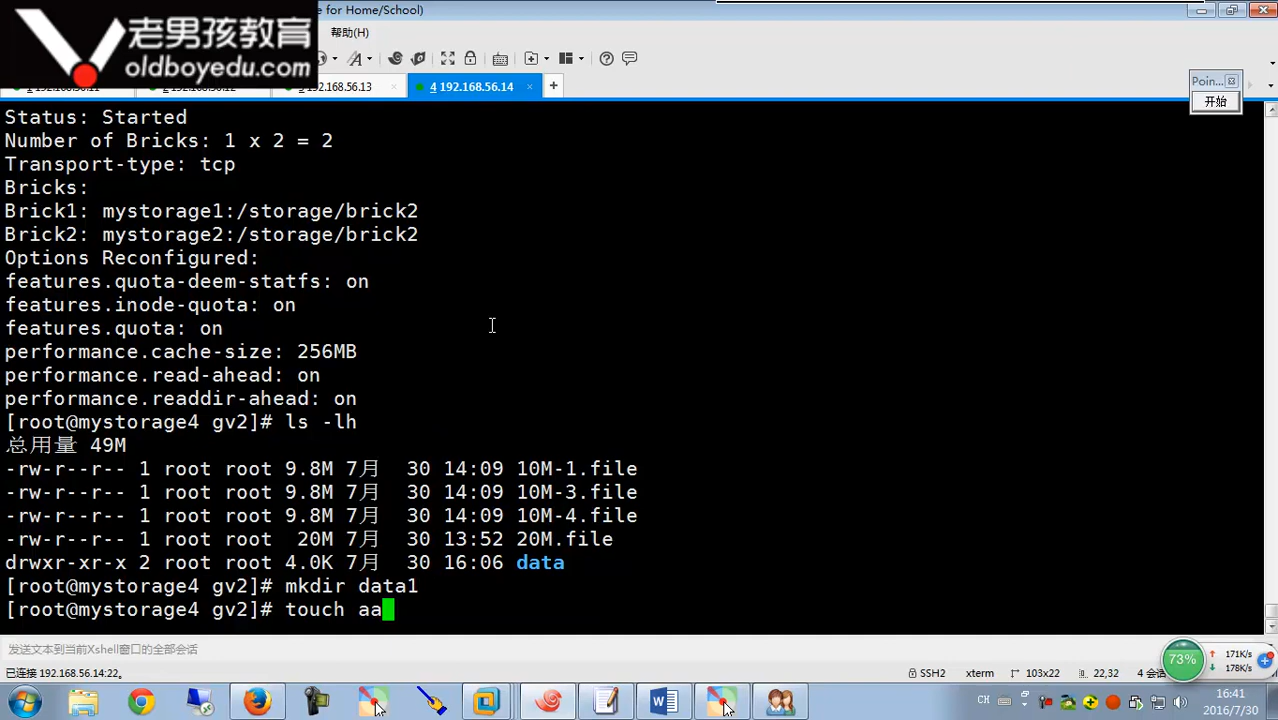 e for Home/School)
老男孩教育
oldboyedu.com
帮助(H)
192.168.56.13
4 192.168.56.14
Poin...
开始
Status: Started
Number of Bricks: 1 x 2 = 2
Transport-type: tcp
Bricks:
Brick1: mystorage1:/storage/brick2
Brick2: mystorage2:/storage/brick2
Options Reconfigured:
features.quota-deem-statfs: on
features.inode-quota: on
features.quota: on
performance.cache-size: 256MB
performance.read-ahead: on
performance.readdir-ahead: on
[root@mystorage4 gv2]# ls -lh
总用量 49M
-rw-r--r-- 1 root root 9.8M 7月  30 14:09 10M-1.file
-rw-r--r-- 1 root root 9.8M 7月  30 14:09 10M-3.file
-rw-r--r-- 1 root root 9.8M 7月  30 14:09 10M-4.file
-rw-r--r-- 1 root root  20M 7月  30 13:52 20M.file
drwxr-xr-x 2 root root 4.0K 7月  30 16:06 data
[root@mystorage4 gv2]# mkdir data1
[root@mystorage4 gv2]# touch aa
发送文本到当前Xshell窗口的全部会话
已连接 192.168.56.14:22。
SSH2
xterm
103x22
22,32
4 会话
73%
171K/s
178K/s
CH
16:41
2016/7/30